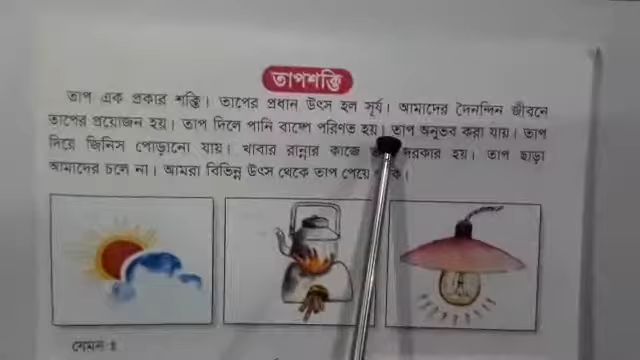 তাপশক্তি
তাপ এক প্রকার শক্তি। তাপের প্রধান উৎস হল সূর্য। আমাদের দৈনন্দিন জীবনে
তাপের প্রয়োজন হয়। তাপ দিলে পানি বাষ্পে পরিণত হয়। তাপ অনুভব করা যায়। তাপ
দিয়ে জিনিস পোড়ানো যায়। খাবার রান্নার কাজে দরকার হয়। তাপ ছাড়া
আমাদের চলে না। আমরা বিভিন্ন উৎস থেকে তাপ পেয়ে
যেমন ঃ